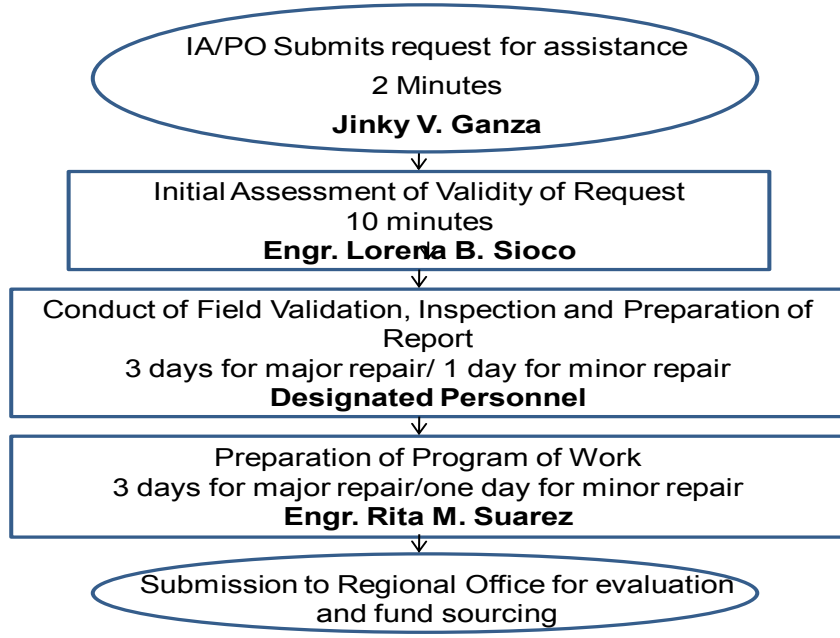 IA/PO Submits request for assistance
2 Minutes
Jinky V. Ganza
Initial Assessment of Validity of Request
10 minutes
Engr. Lorena B. Sioco
Conduct of Field Validation, Inspection and Preparation of
Report
3 days for major repair/ 1 day for minor repair
Designated Personnel
Preparation of Program of Work
3 days for major repair/one day for minor repair
Engr. Rita M. Suarez
Submission to Regional Office for evaluation
and fund sourcing